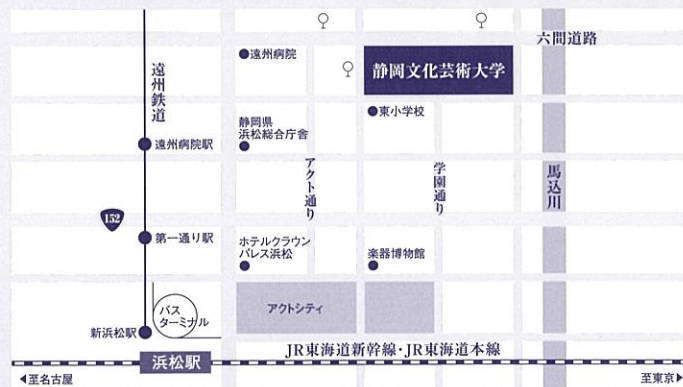 六間道路
遠州病院
静岡文化芸術大学
遠州鉄道
静岡県
浜松総合庁舎
東小学校
遠州病院駅
アクト通り
学園通り
馬込川
152
第一通り駅
ホテルクラウン
パレス浜松
楽器博物館
バス
ターミナル
アクトシティ
新浜松駅
JR東海道新幹線・JR東海道本線
浜松駅
至名古屋
至東京